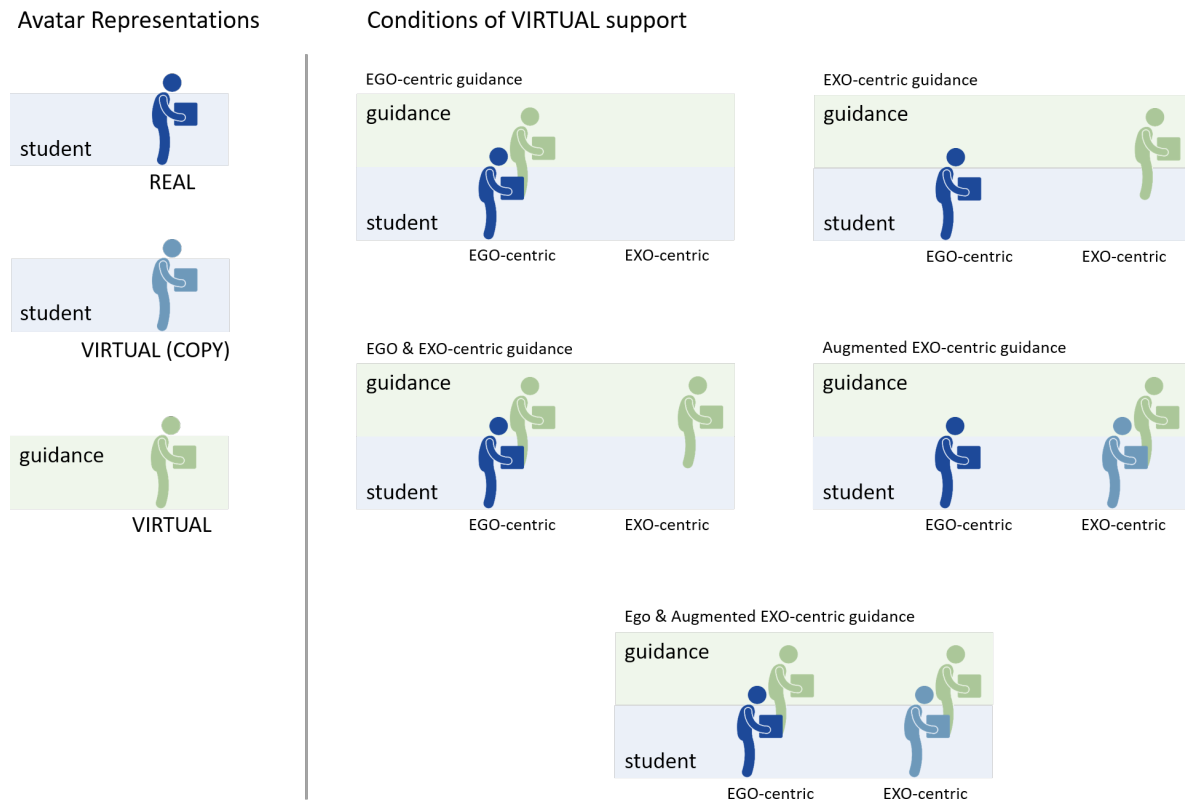 Avatar Representations
student
REAL
student
VIRTUAL (COPY)
guidance
VIRTUAL
Conditions of VIRTUAL support
EGO-centric guidance
guidance
student
EGO-centric EXO-centric
EXO-centric guidance
guidance
student
EGO-centric EXO-centric
EGO & EXO-centric guidance
guidance
student
EGO-centric EXO-centric
Augmented EXO-centric guidance
guidance
student
EGO-centric EXO-centric
Ego & Augmented EXO-centric guidance
guidance
student
EGO-centric EXO-centric